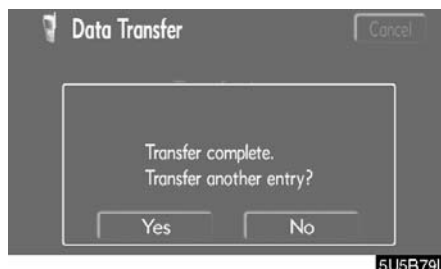 Data Transfer
Cancel
Transfer complete.
Transfer another entry?
Yes
No
5U5B79I